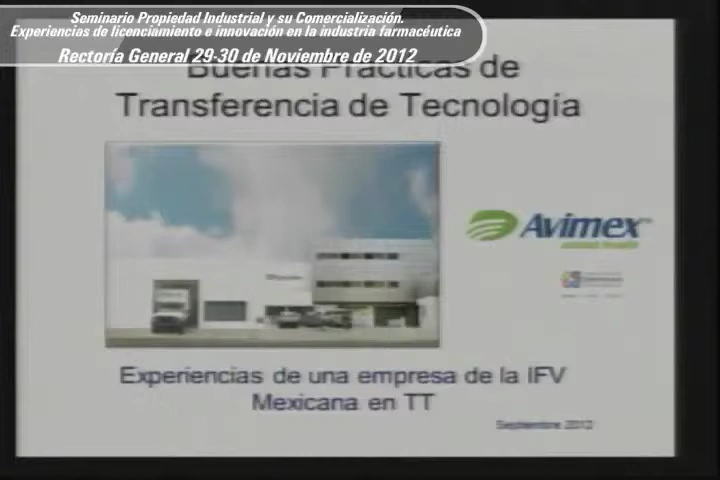 Seminario Propiedad Industrial y su Comercialización.
Experiencias de licenciamiento e innovación en la industria farmacéutica
Rectoría General 29-30 de Noviembre de 2012
Buenas Prácticas de
Transferencia de Tecnología
Avimex
Experiencias de una empresa de la IFV
Mexicana en TT
Septiembre 2012